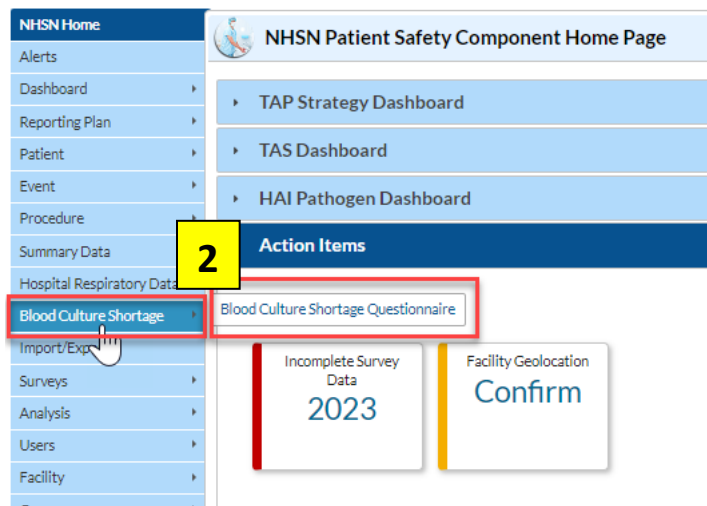 NHSN Home
Alerts
Dashboard
Reporting Plan
Patient
Event
Procedure
Summary Data
Hospital Respiratory Data
Blood Culture Shortage
Import/Exp
Surveys
Analysis
Users
Facility
NHSN Patient Safety Component Home Page
TAP Strategy Dashboard
TAS Dashboard
HAI Pathogen Dashboard
Action Items
2
Blood Culture Shortage Questionnaire
Incomplete Survey
Data
2023
Facility Geolocation
Confirm